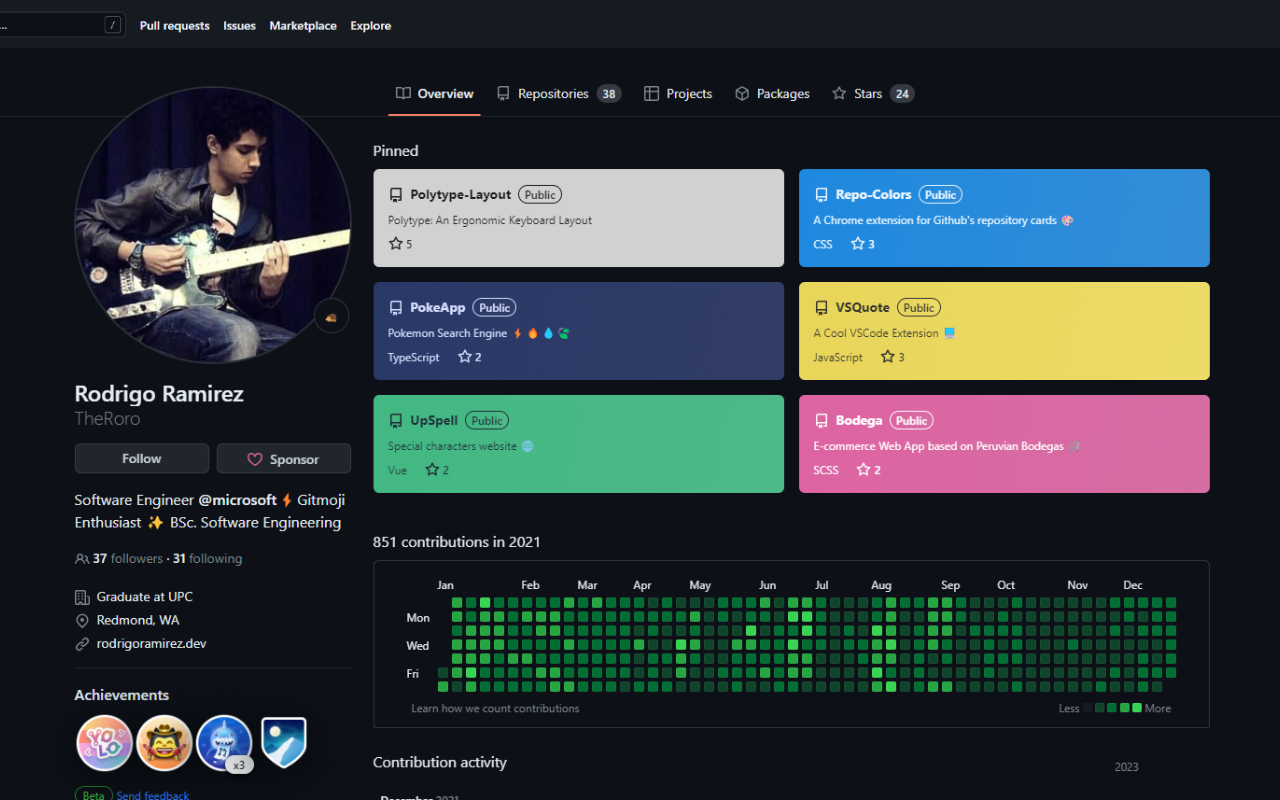 ... /
Pull requests Issues Marketplace Explore
Overview Repositories 38 Projects Packages Stars 24
Rodrigo Ramirez
TheRoro
Follow Sponsor
Software Engineer @microsoft ⚡ Gitmoji
Enthusiast ✨ BSc. Software Engineering
37 followers · 31 following
Graduate at UPC
Redmond, WA
rodrigoramirez.dev
Achievements
YOLO
x3
Beta Send feedback
Pinned
Polytype-Layout Public
Polytype: An Ergonomic Keyboard Layout
5
Repo-Colors Public
A Chrome extension for Github's repository cards 🎨
CSS 3
PokeApp Public
Pokemon Search Engine ⚡ 🔥 💧 🍃
TypeScript 2
VSQuote Public
A Cool VSCode Extension 💻
JavaScript 3
UpSpell Public
Special characters website 🌐
Vue 2
Bodega Public
E-commerce Web App based on Peruvian Bodegas 🛒
SCSS 2
851 contributions in 2021
Jan Feb Mar Apr May Jun Jul Aug Sep Oct Nov Dec
Mon
Wed
Fri
Learn how we count contributions Less More
Contribution activity 2023
December 2021